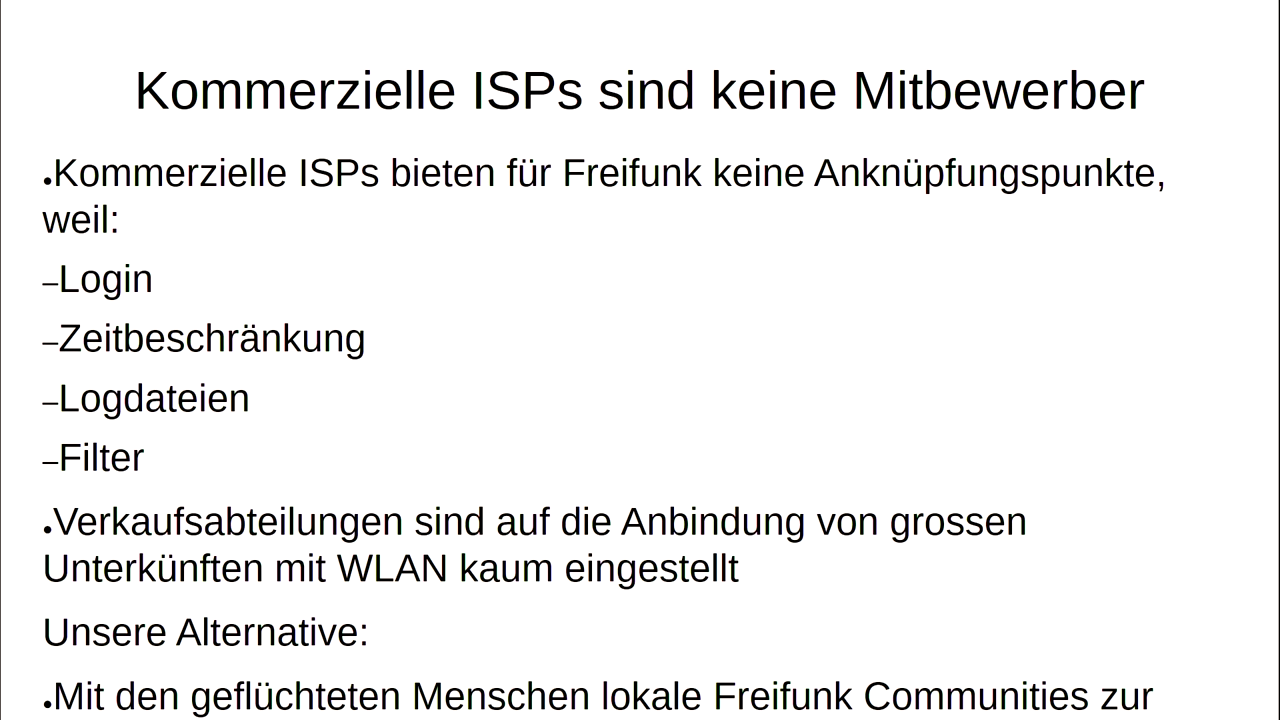 Kommerzielle ISPs sind keine Mitbewerber
•Kommerzielle ISPs bieten für Freifunk keine Anknüpfungspunkte,
weil:
–Login
–Zeitbeschränkung
–Logdateien
–Filter
•Verkaufsabteilungen sind auf die Anbindung von grossen
Unterkünften mit WLAN kaum eingestellt
Unsere Alternative:
•Mit den geflüchteten Menschen lokale Freifunk Communities zur